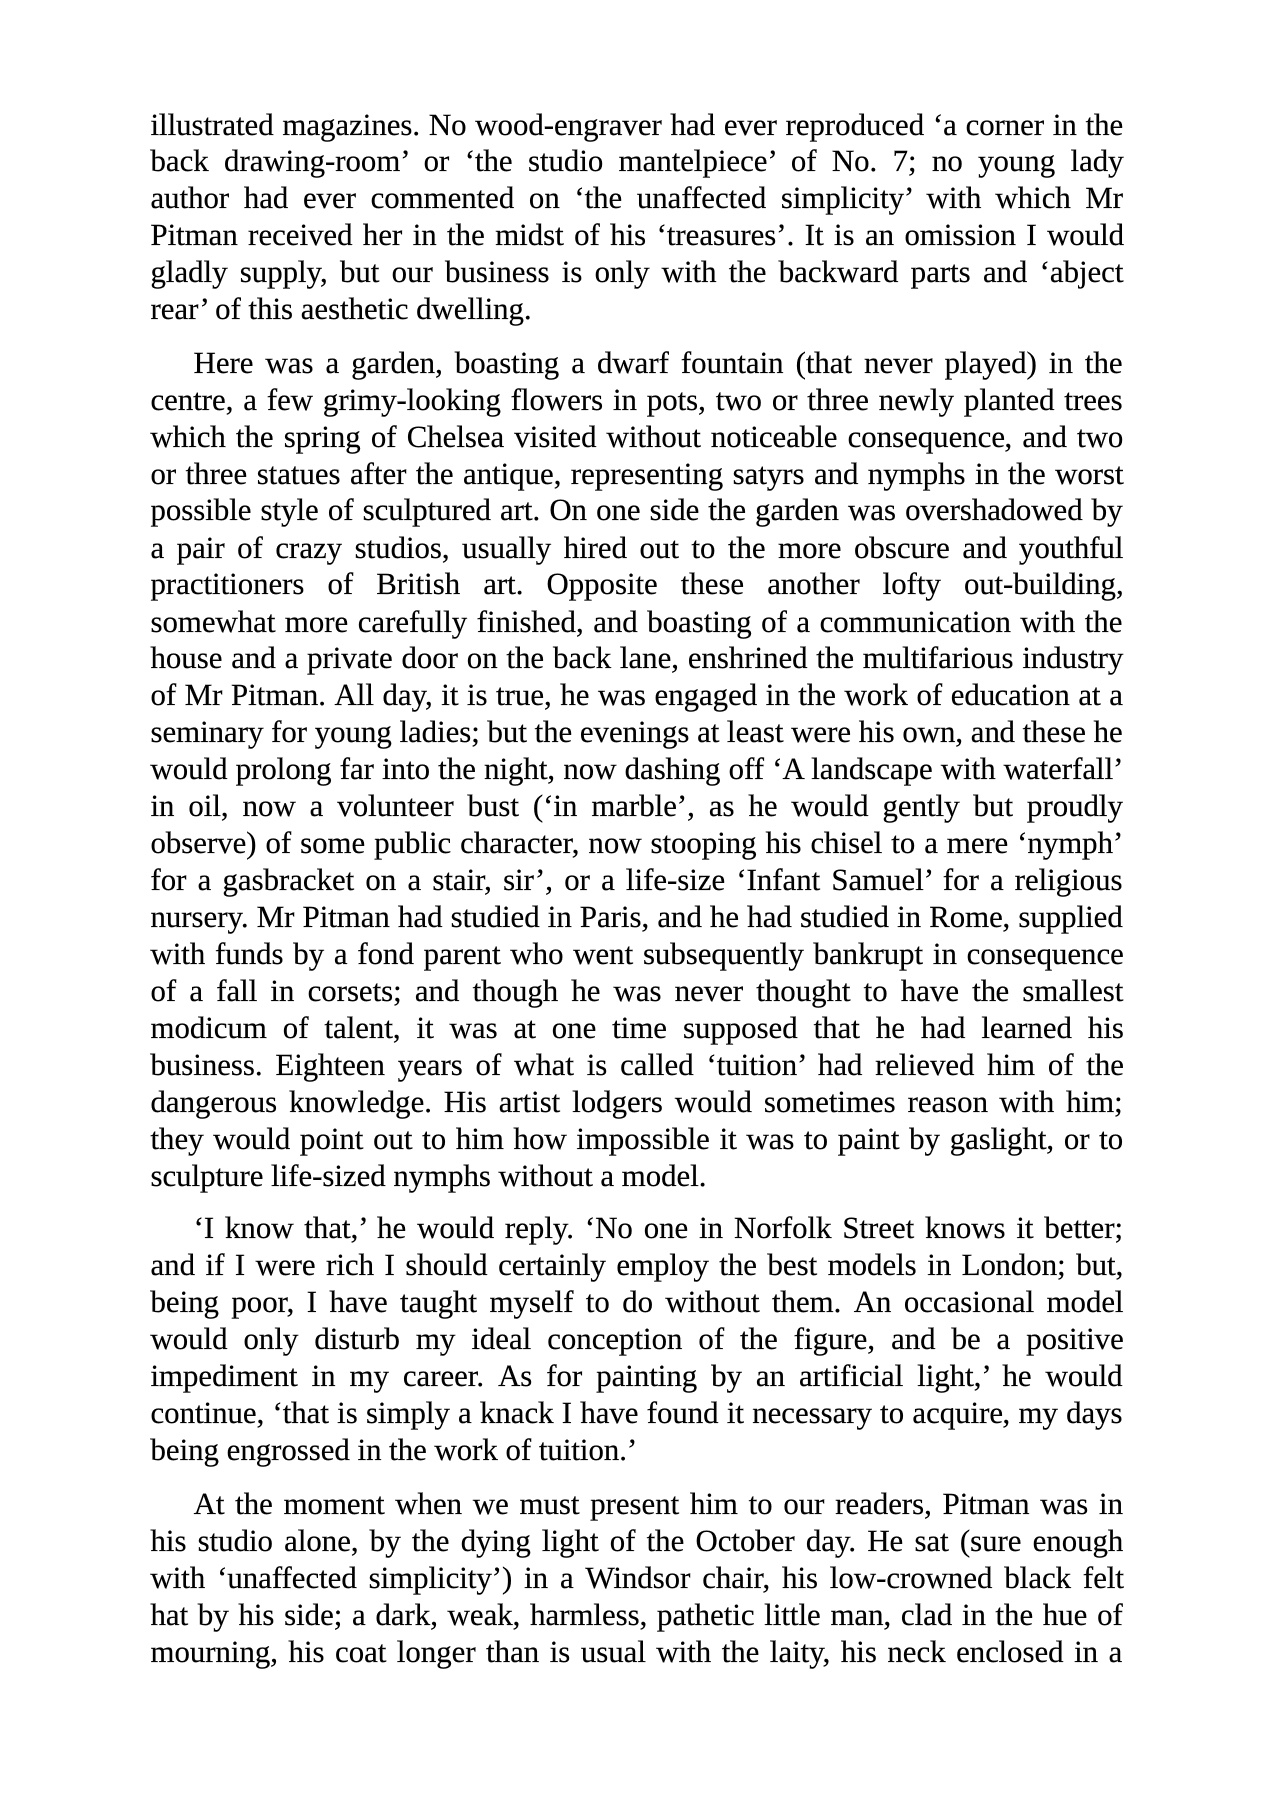 illustrated magazines. No wood-engraver had ever reproduced ‘a corner in the
back drawing-room’ or ‘the studio mantelpiece’ of No. 7; no young lady
author had ever commented on ‘the unaffected simplicity’ with which Mr
Pitman received her in the midst of his ‘treasures’. It is an omission I would
gladly supply, but our business is only with the backward parts and ‘abject
rear’ of this aesthetic dwelling.
Here was a garden, boasting a dwarf fountain (that never played) in the
centre, a few grimy-looking flowers in pots, two or three newly planted trees
which the spring of Chelsea visited without noticeable consequence, and two
or three statues after the antique, representing satyrs and nymphs in the worst
possible style of sculptured art. On one side the garden was overshadowed by
a pair of crazy studios, usually hired out to the more obscure and youthful
practitioners of British art. Opposite these another lofty out-building,
somewhat more carefully finished, and boasting of a communication with the
house and a private door on the back lane, enshrined the multifarious industry
of Mr Pitman. All day, it is true, he was engaged in the work of education at a
seminary for young ladies; but the evenings at least were his own, and these he
would prolong far into the night, now dashing off ‘A landscape with waterfall’
in oil, now a volunteer bust (‘in marble’, as he would gently but proudly
observe) of some public character, now stooping his chisel to a mere ‘nymph’
for a gasbracket on a stair, sir’, or a life-size ‘Infant Samuel’ for a religious
nursery. Mr Pitman had studied in Paris, and he had studied in Rome, supplied
with funds by a fond parent who went subsequently bankrupt in consequence
of a fall in corsets; and though he was never thought to have the smallest
modicum of talent, it was at one time supposed that he had learned his
business. Eighteen years of what is called ‘tuition’ had relieved him of the
dangerous knowledge. His artist lodgers would sometimes reason with him;
they would point out to him how impossible it was to paint by gaslight, or to
sculpture life-sized nymphs without a model.
‘I know that,’ he would reply. ‘No one in Norfolk Street knows it better;
and if I were rich I should certainly employ the best models in London; but,
being poor, I have taught myself to do without them. An occasional model
would only disturb my ideal conception of the figure, and be a positive
impediment in my career. As for painting by an artificial light,’ he would
continue, ‘that is simply a knack I have found it necessary to acquire, my days
being engrossed in the work of tuition.’
At the moment when we must present him to our readers, Pitman was in
his studio alone, by the dying light of the October day. He sat (sure enough
with ‘unaffected simplicity’) in a Windsor chair, his low-crowned black felt
hat by his side; a dark, weak, harmless, pathetic little man, clad in the hue of
mourning, his coat longer than is usual with the laity, his neck enclosed in a